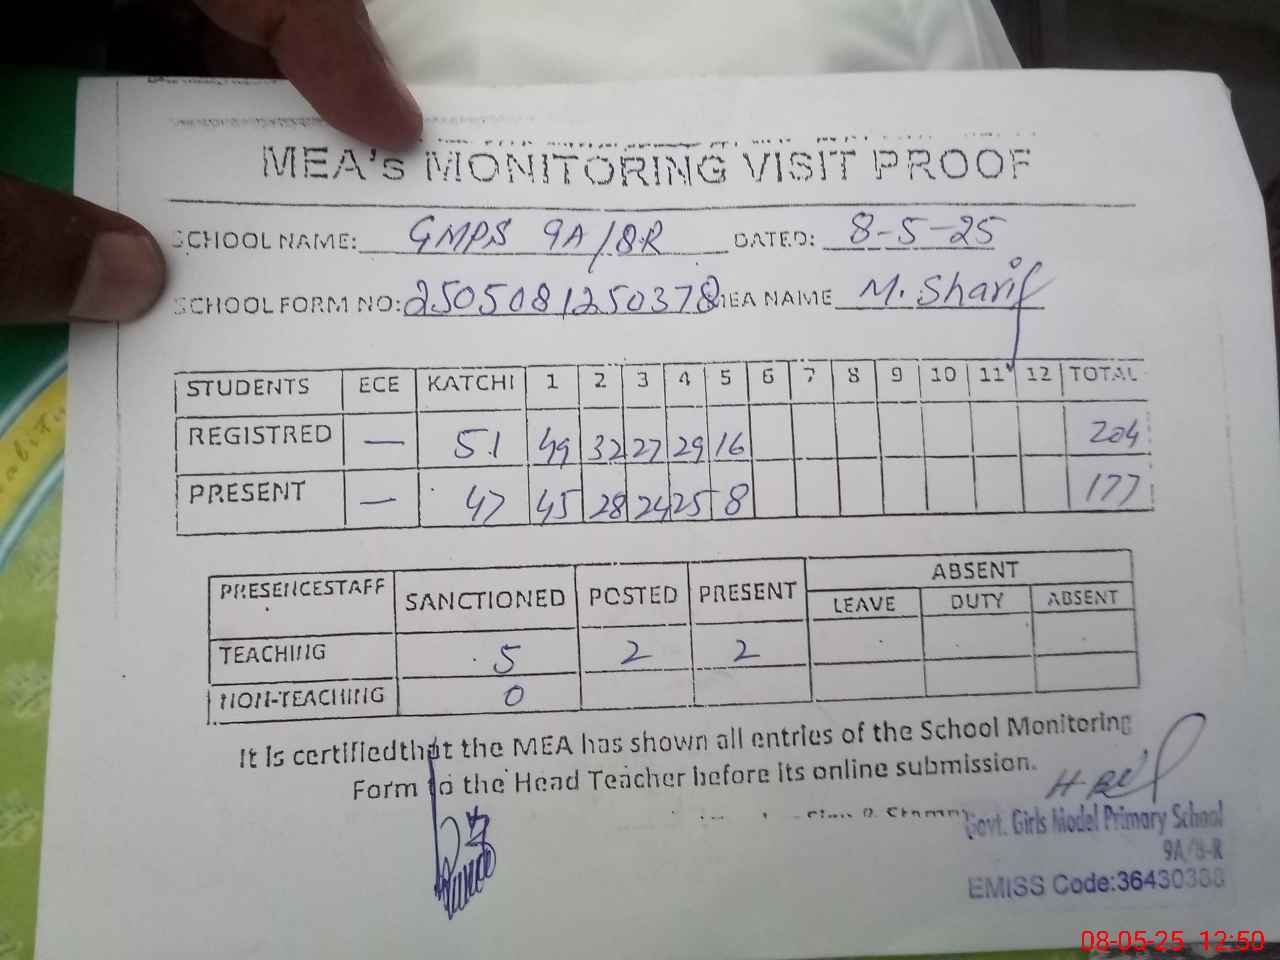 MEA's MONITORING VISIT PROOF
SCHOOL NAME: GMPS 9A/8-R DATED: 8-5-25
SCHOOL FORM NO: 2505081250378 MEA NAME M. Sharif
STUDENTS ECE KATCHI 1 2 3 4 5 6 7 8 9 10 11 12 TOTAL
REGISTRED — 51 49 32 27 29 16 204
PRESENT — 47 45 28 24 25 8 177
PRESENCESTAFF SANCTIONED POSTED PRESENT ABSENT
LEAVE DUTY ABSENT
TEACHING 5 2 2
NON-TEACHING 0
It is certifiedthat the MEA has shown all entries of the School Monitoring
Form to the Head Teacher before its online submission.
Govt. Girls Model Primary School
9A/8-R
EMISS Code:
08-05-25 12:50